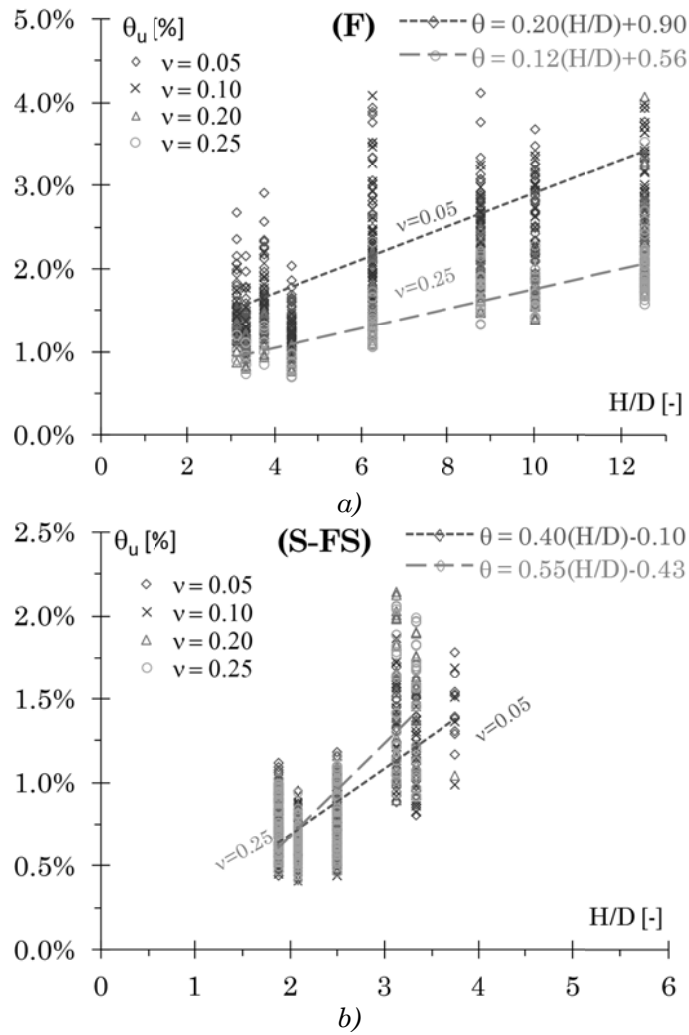 5.0%
4.0%
3.0%
2.0%
1.0%
0.0%
θu [%]
ν = 0.05
ν = 0.10
ν = 0.20
ν = 0.25
(F)
θ = 0.20(H/D)+0.90
θ = 0.12(H/D)+0.56
ν=0.05
ν=0.25
H/D [-]
0 2 4 6 8 10 12
a)
2.5%
2.0%
1.5%
1.0%
0.5%
0.0%
θu [%]
ν = 0.05
ν = 0.10
ν = 0.20
ν = 0.25
(S-FS)
θ = 0.40(H/D)-0.10
θ = 0.55(H/D)-0.43
ν=0.05
ν=0.25
H/D [-]
0 1 2 3 4 5 6
b)